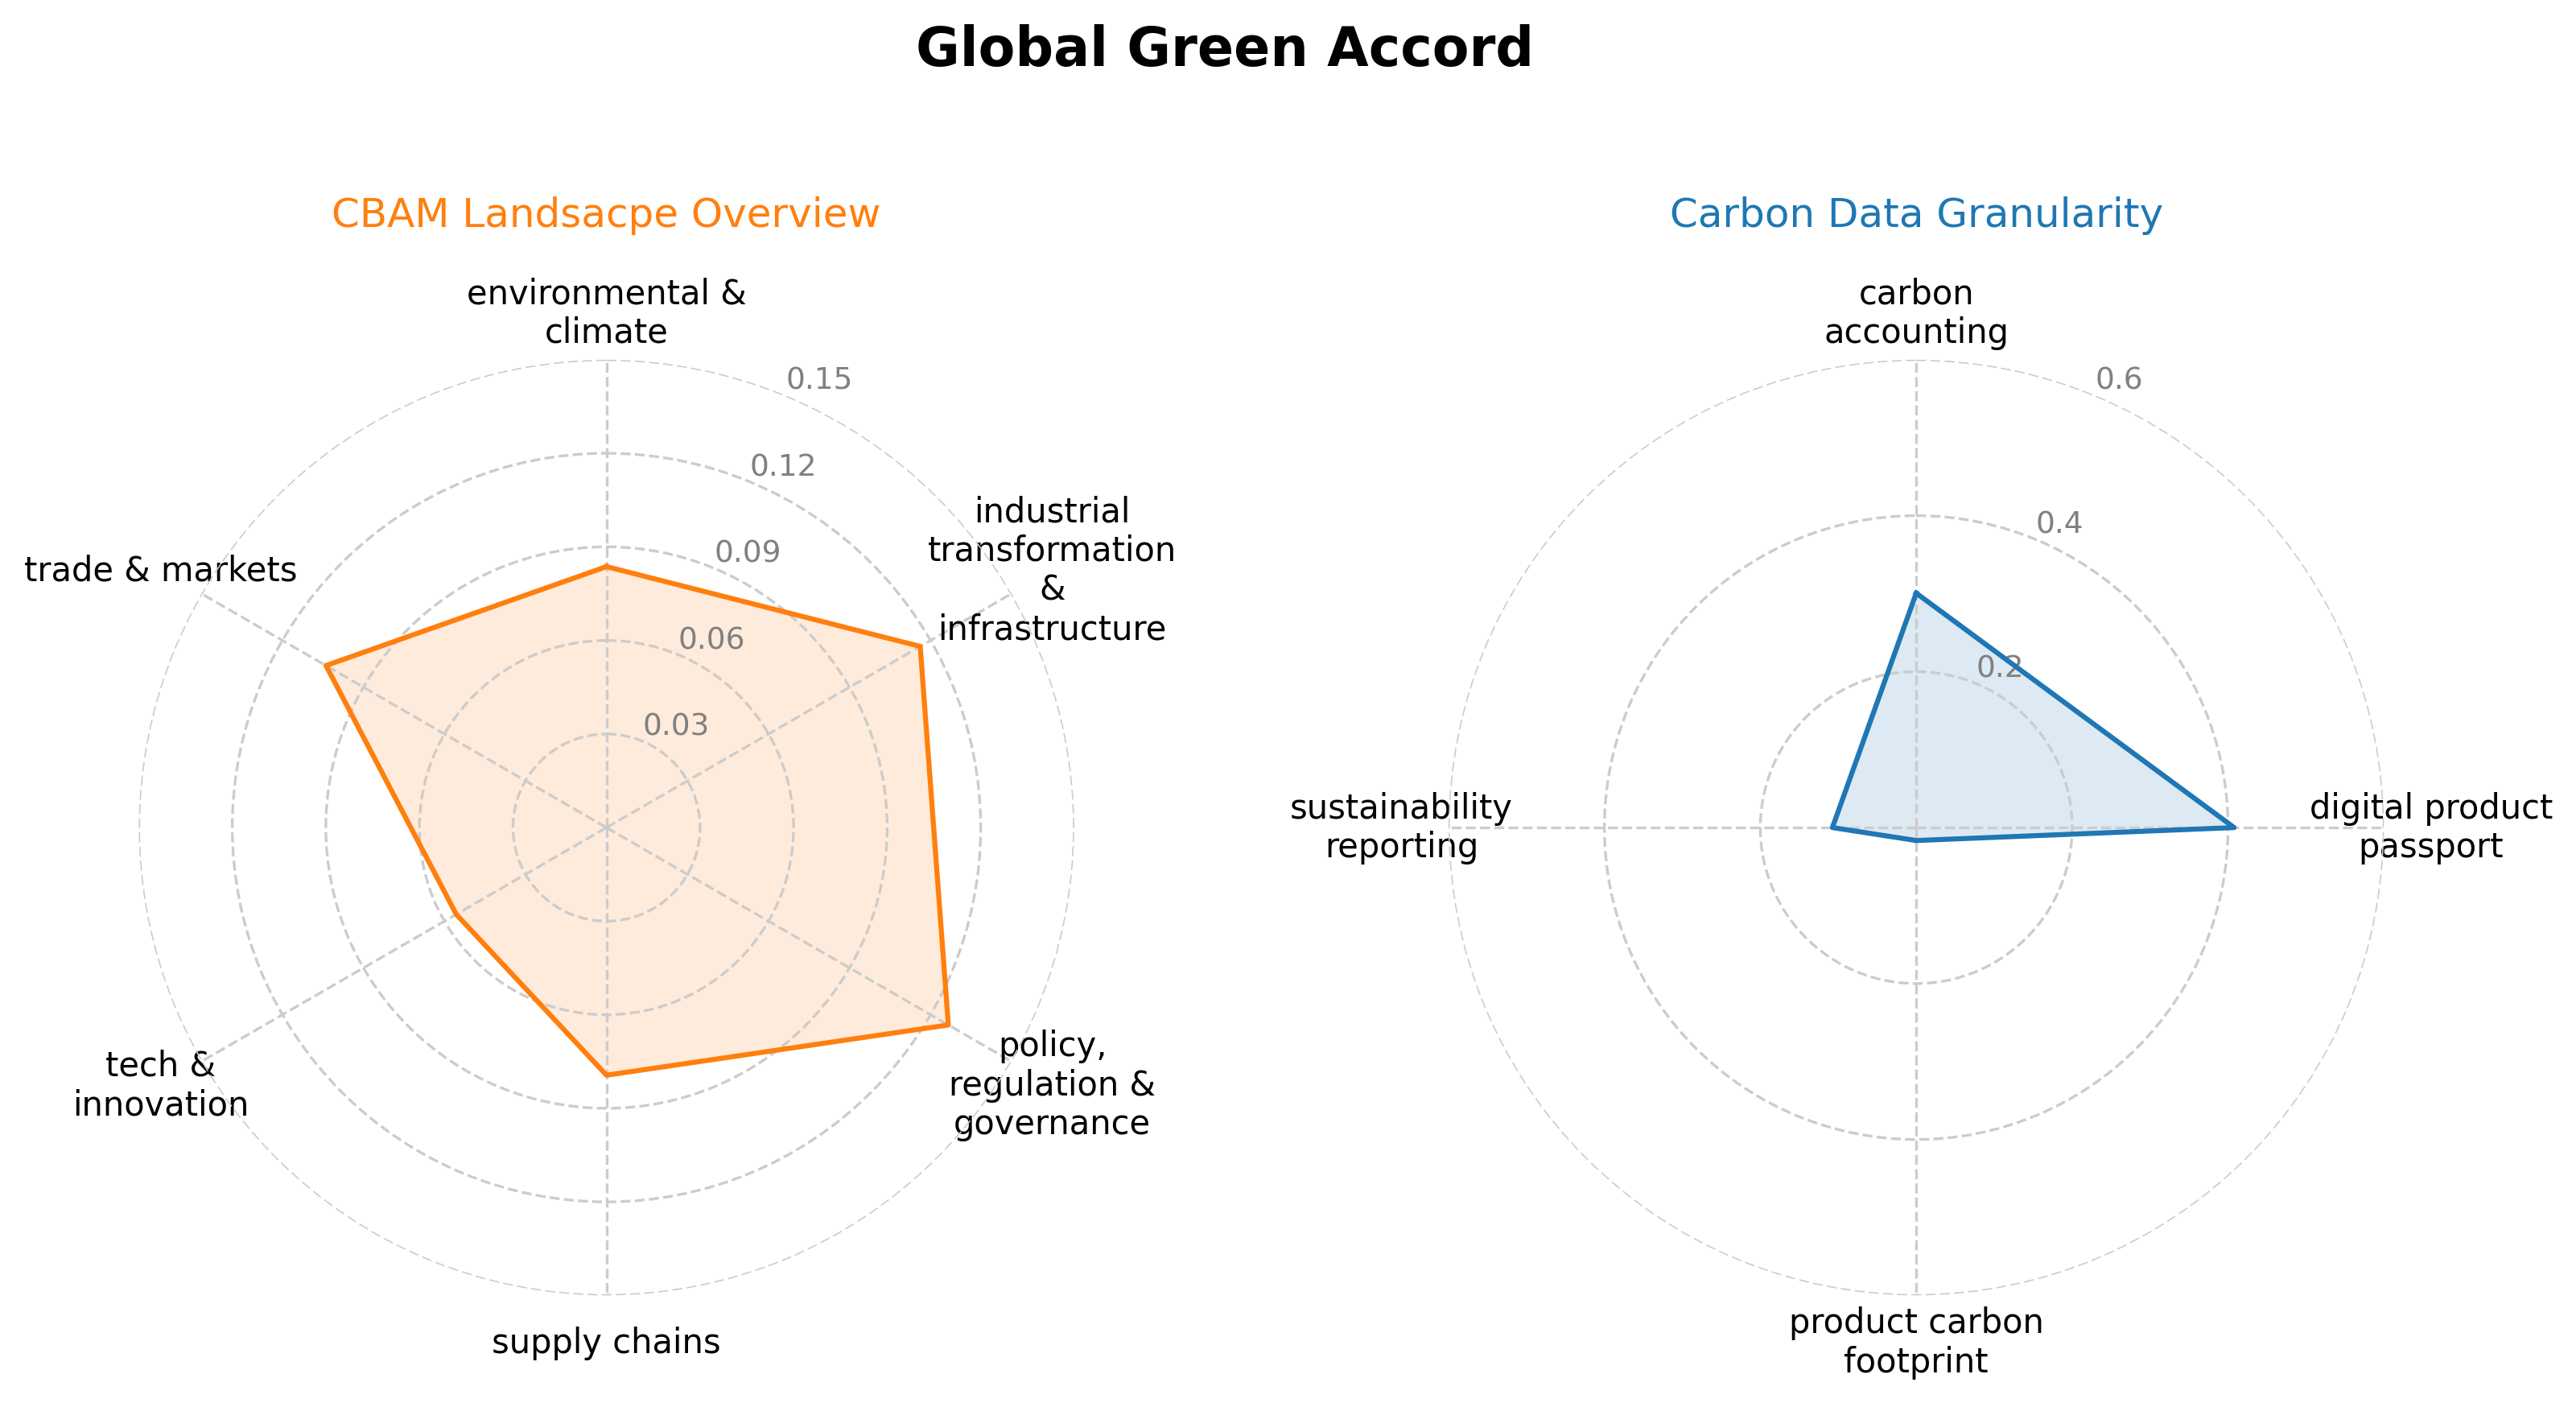 Global Green Accord
CBAM Landsacpe Overview
environmental &
climate
0.15
0.12
0.09
0.06
0.03
industrial
transformation
&
infrastructure
trade & markets
tech &
innovation
policy,
regulation &
governance
supply chains
Carbon Data Granularity
carbon
accounting
0.6
0.4
0.2
sustainability
reporting
digital product
passport
product carbon
footprint